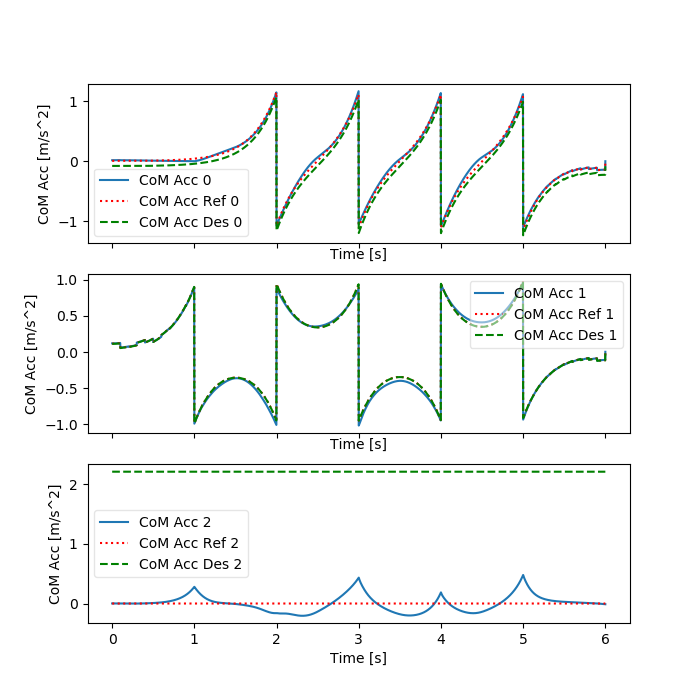 CoM Acc [m/s^2]
1
0
−1
CoM Acc 0
CoM Acc Ref 0
CoM Acc Des 0
Time [s]
CoM Acc [m/s^2]
1.0
0.5
0.0
−0.5
−1.0
CoM Acc 1
CoM Acc Ref 1
CoM Acc Des 1
Time [s]
CoM Acc [m/s^2]
2
1
0
CoM Acc 2
CoM Acc Ref 2
CoM Acc Des 2
0 1 2 3 4 5 6
Time [s]